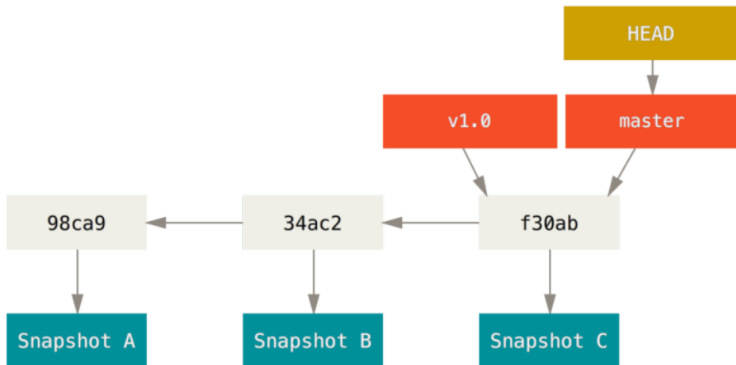 HEAD
v1.0
master
98ca9
34ac2
f30ab
Snapshot A
Snapshot B
Snapshot C